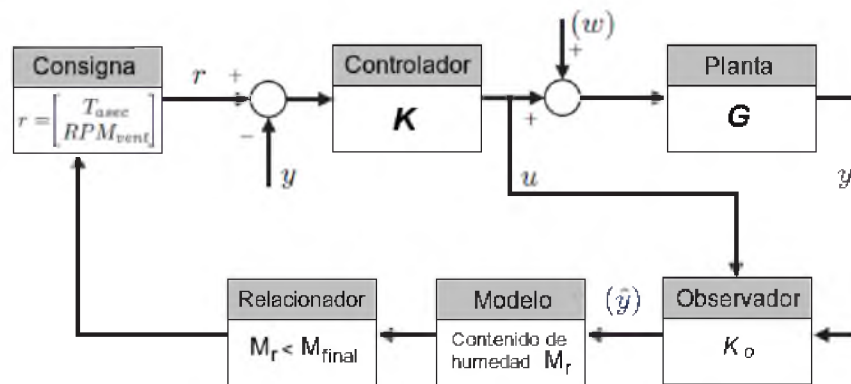 Consigna
r = [ T_asec
RPM_vent ]
r
+
−
y
Controlador
K
u
(w)
+
+
Planta
G
y
Relacionador
M_r < M_final
Modelo
Contenido de
humedad M_r
(ŷ)
Observador
K_o